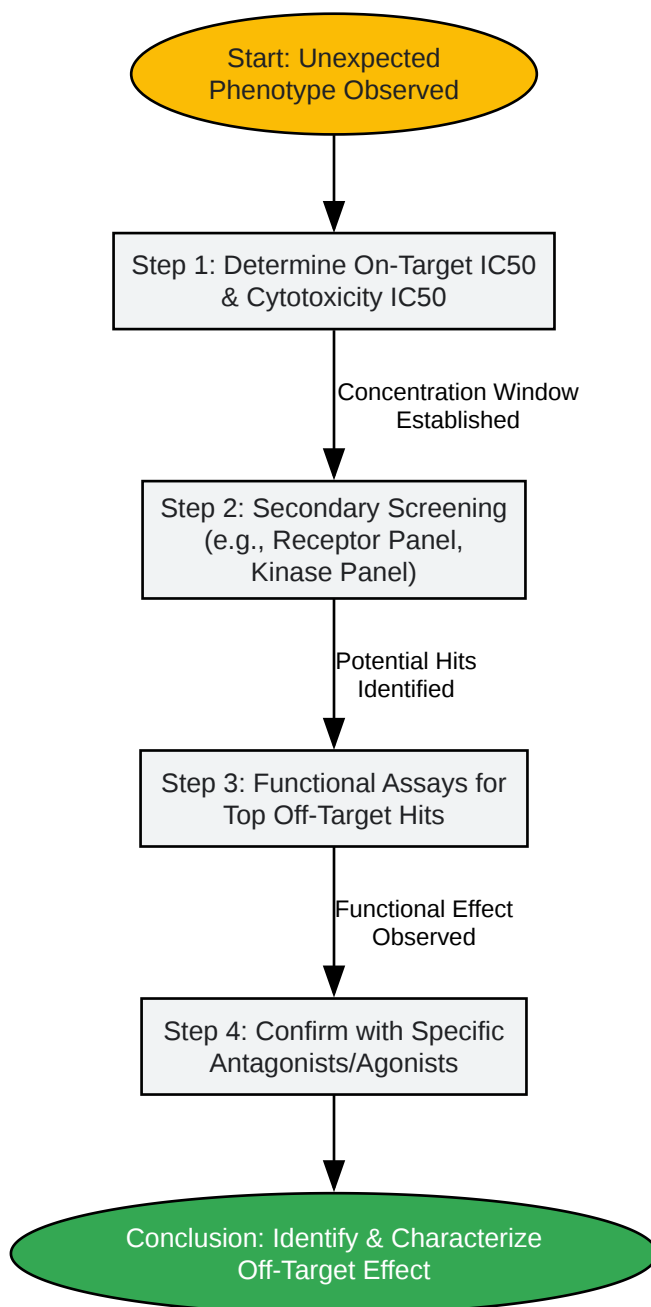 Start: Unexpected
Phenotype Observed
Step 1: Determine On-Target IC50
& Cytotoxicity IC50
Concentration Window
Established
Step 2: Secondary Screening
(e.g., Receptor Panel,
Kinase Panel)
Potential Hits
Identified
Step 3: Functional Assays for
Top Off-Target Hits
Functional Effect
Observed
Step 4: Confirm with Specific
Antagonists/Agonists
Conclusion: Identify & Characterize
Off-Target Effect